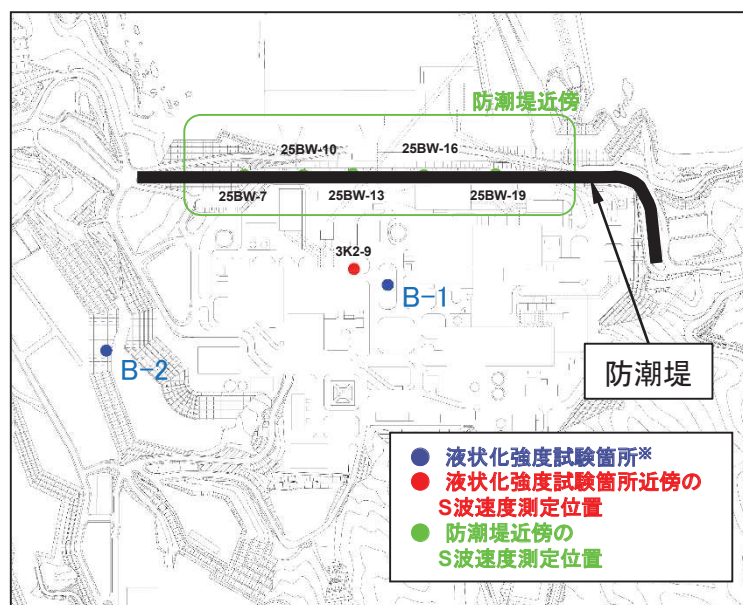 防潮堤近傍
25BW-10
25BW-16
25BW-7
25BW-13
25BW-19
3K2-9
B-1
B-2
防潮堤
液状化強度試験箇所※
液状化強度試験箇所近傍の
S波速度測定位置
防潮堤近傍の
S波速度測定位置